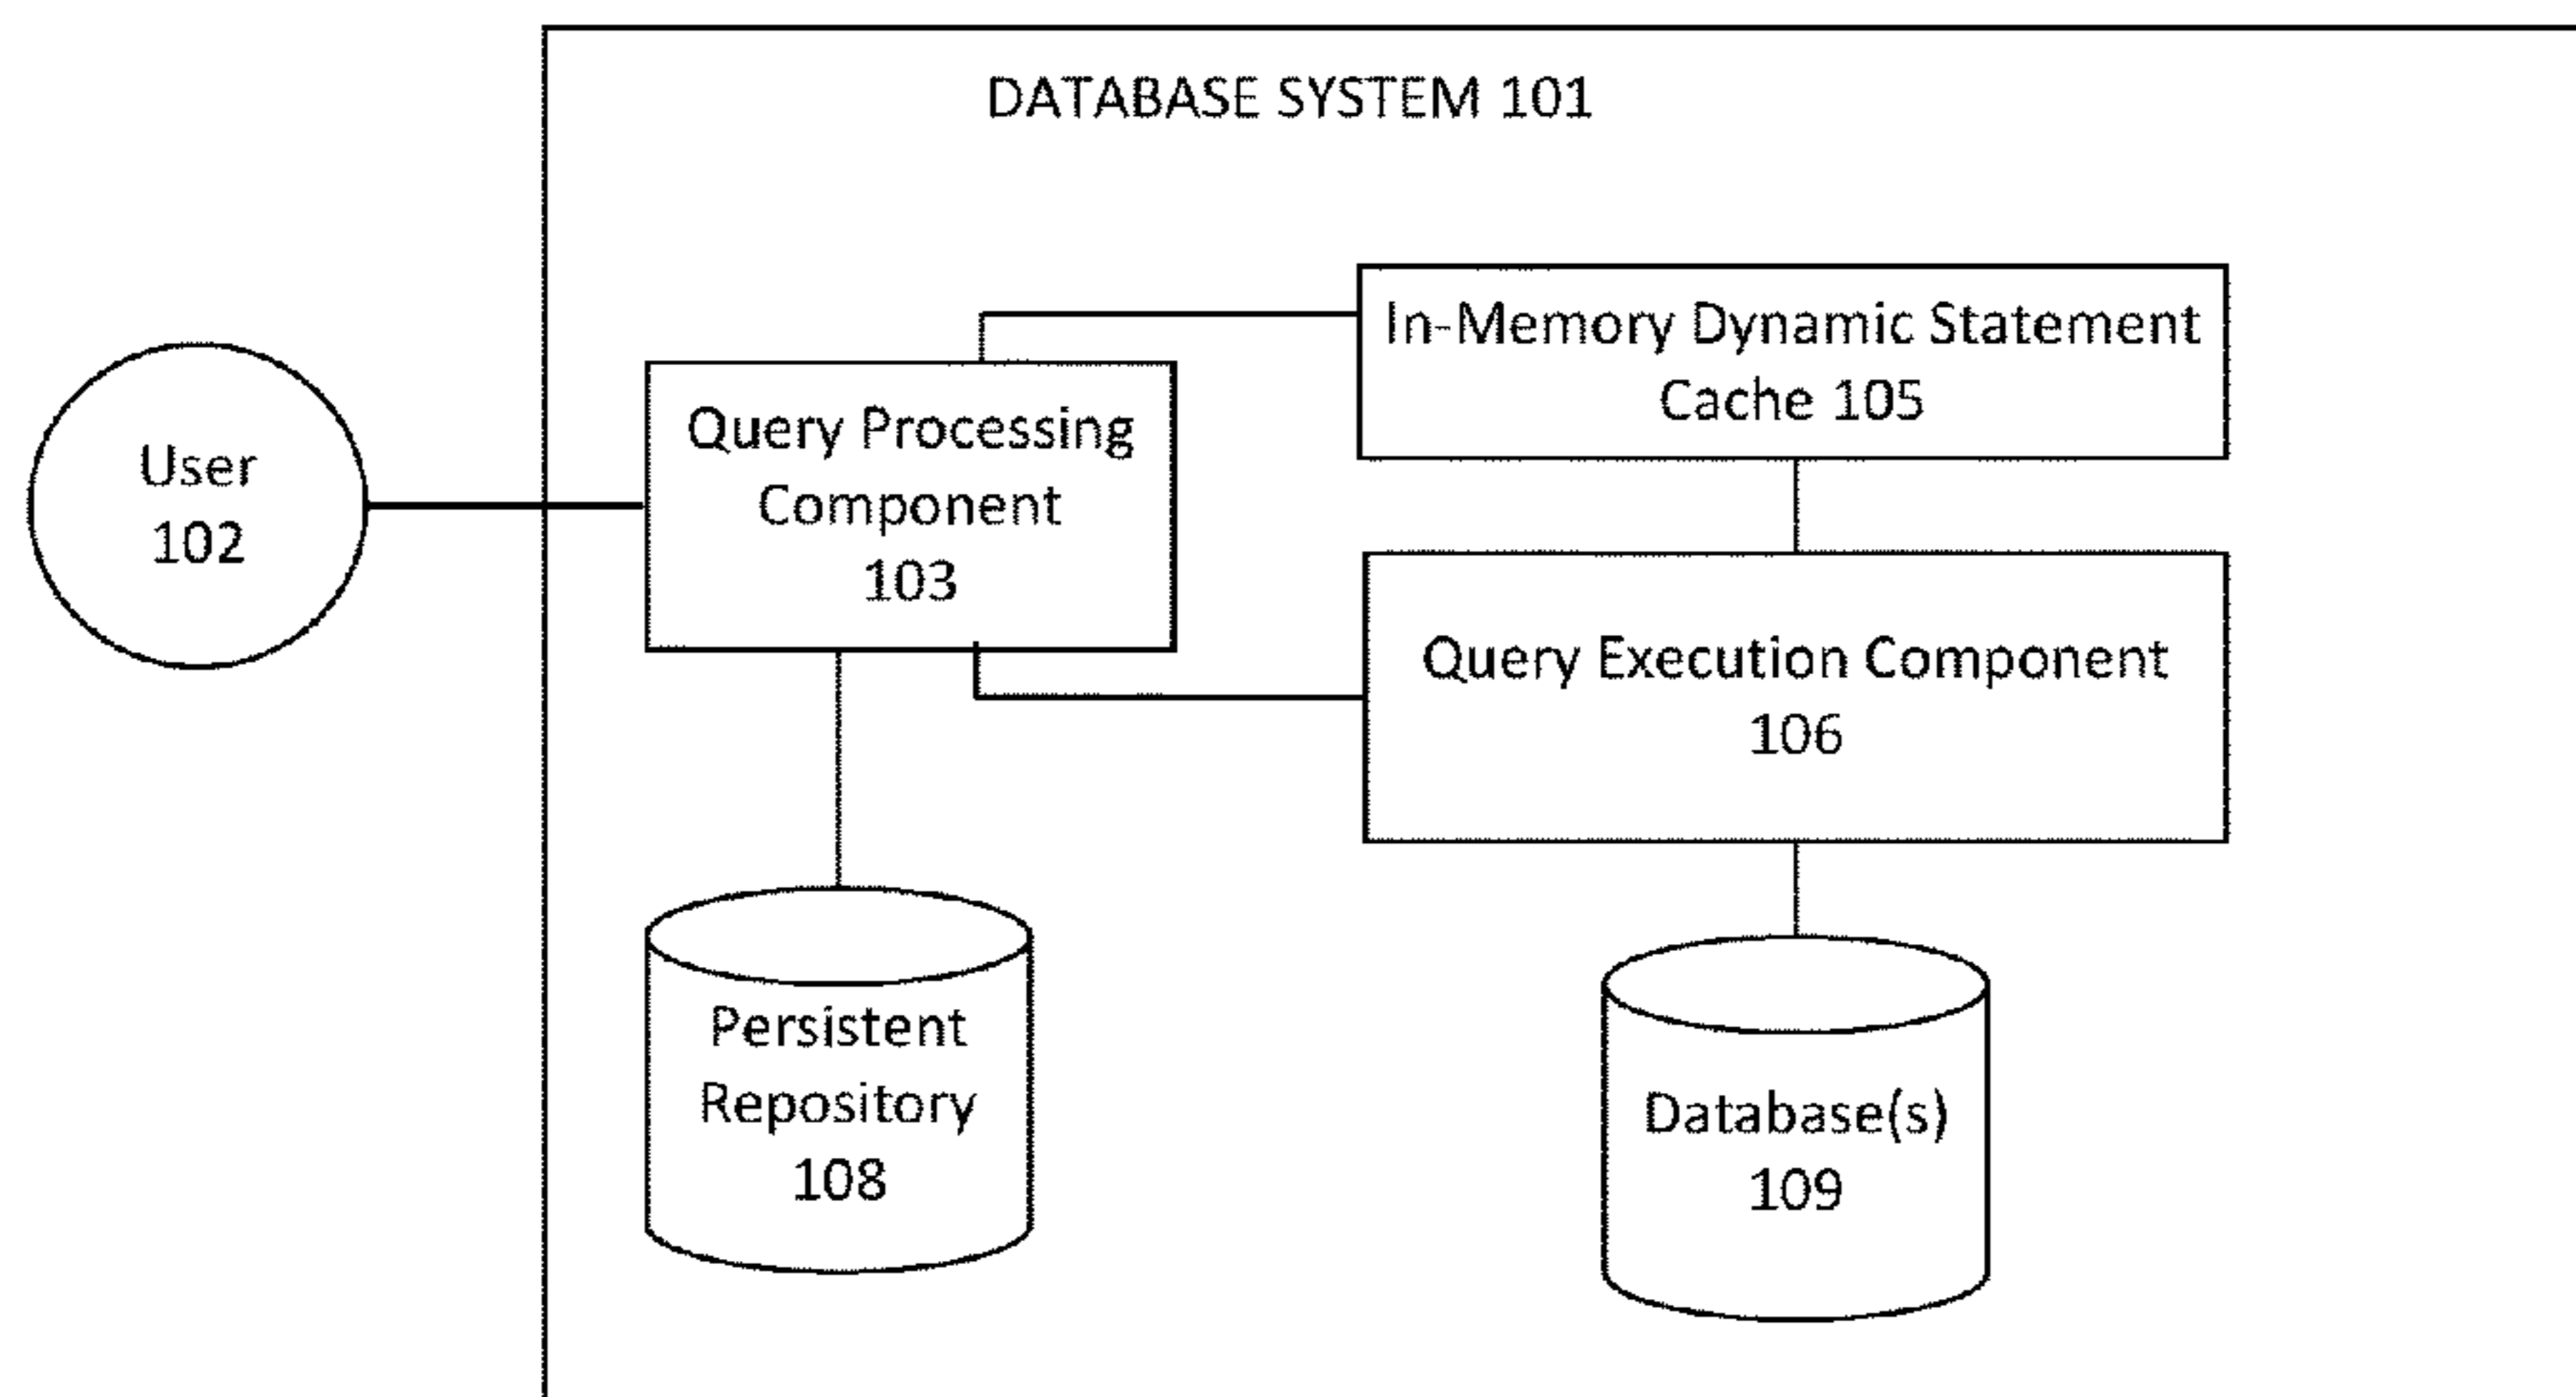 DATABASE SYSTEM 101
User
102
Query Processing
Component
103
In-Memory Dynamic Statement
Cache 105
Query Execution Component
106
Persistent
Repository
108
Database(s)
109